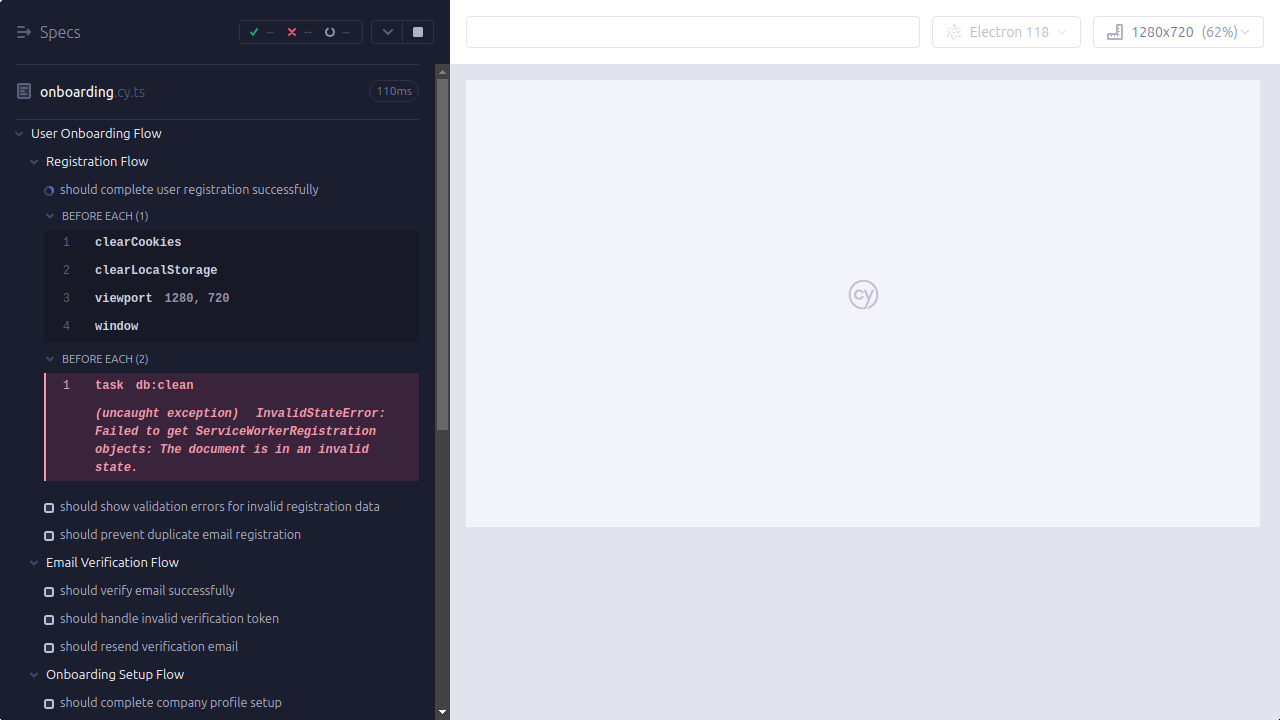 Specs
--
--
--
Electron 118
1280x720 (62%)
onboarding.cy.ts
110ms
User Onboarding Flow
Registration Flow
should complete user registration successfully
BEFORE EACH (1)
1 clearCookies
2 clearLocalStorage
3 viewport 1280, 720
4 window
BEFORE EACH (2)
1 task db:clean
(uncaught exception) InvalidStateError:
Failed to get ServiceWorkerRegistration
objects: The document is in an invalid
state.
should show validation errors for invalid registration data
should prevent duplicate email registration
Email Verification Flow
should verify email successfully
should handle invalid verification token
should resend verification email
Onboarding Setup Flow
should complete company profile setup
cy